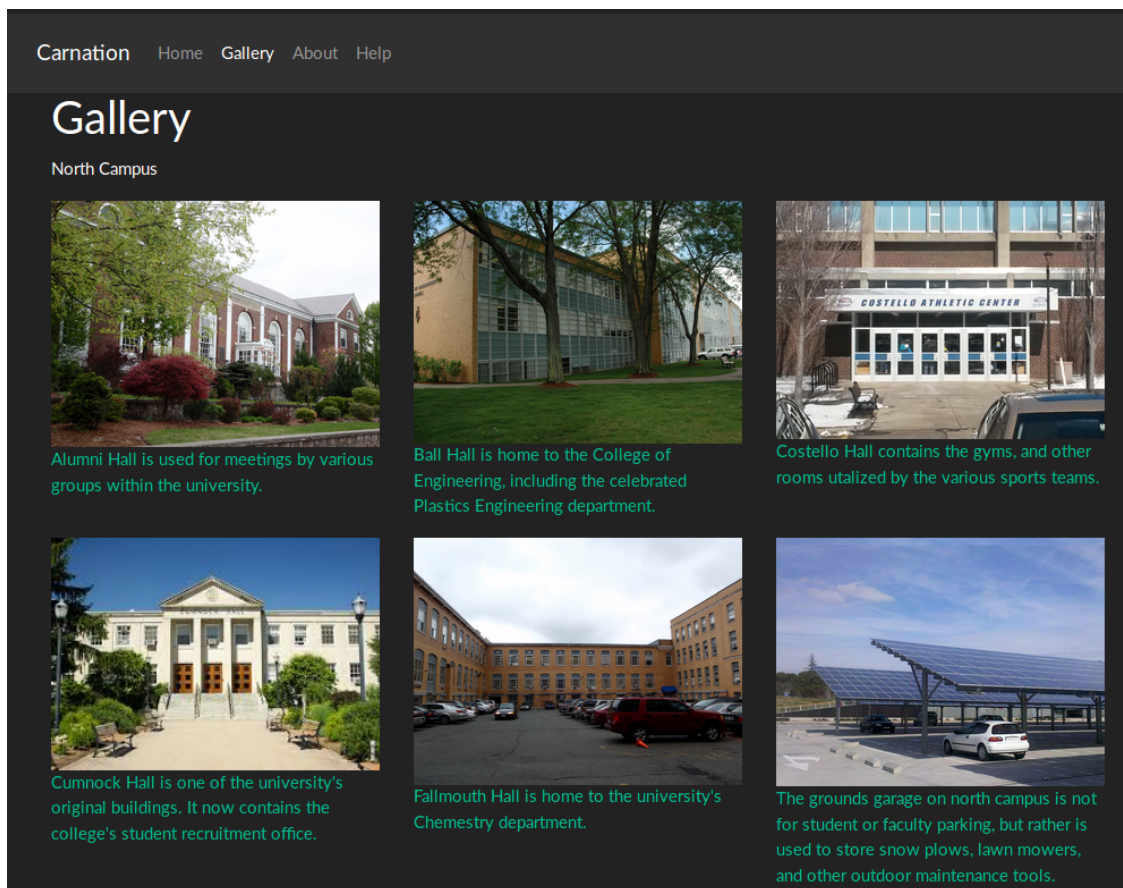 Carnation Home Gallery About Help
Gallery
North Campus
COSTELLO ATHLETIC CENTER
Alumni Hall is used for meetings by various
groups within the university.
Ball Hall is home to the College of
Engineering, including the celebrated
Plastics Engineering department.
Costello Hall contains the gyms, and other
rooms utalized by the various sports teams.
CUMNOCK HALL
Cumnock Hall is one of the university's
original buildings. It now contains the
college's student recruitment office.
Fallmouth Hall is home to the university's
Chemestry department.
The grounds garage on north campus is not
for student or faculty parking, but rather is
used to store snow plows, lawn mowers,
and other outdoor maintenance tools.